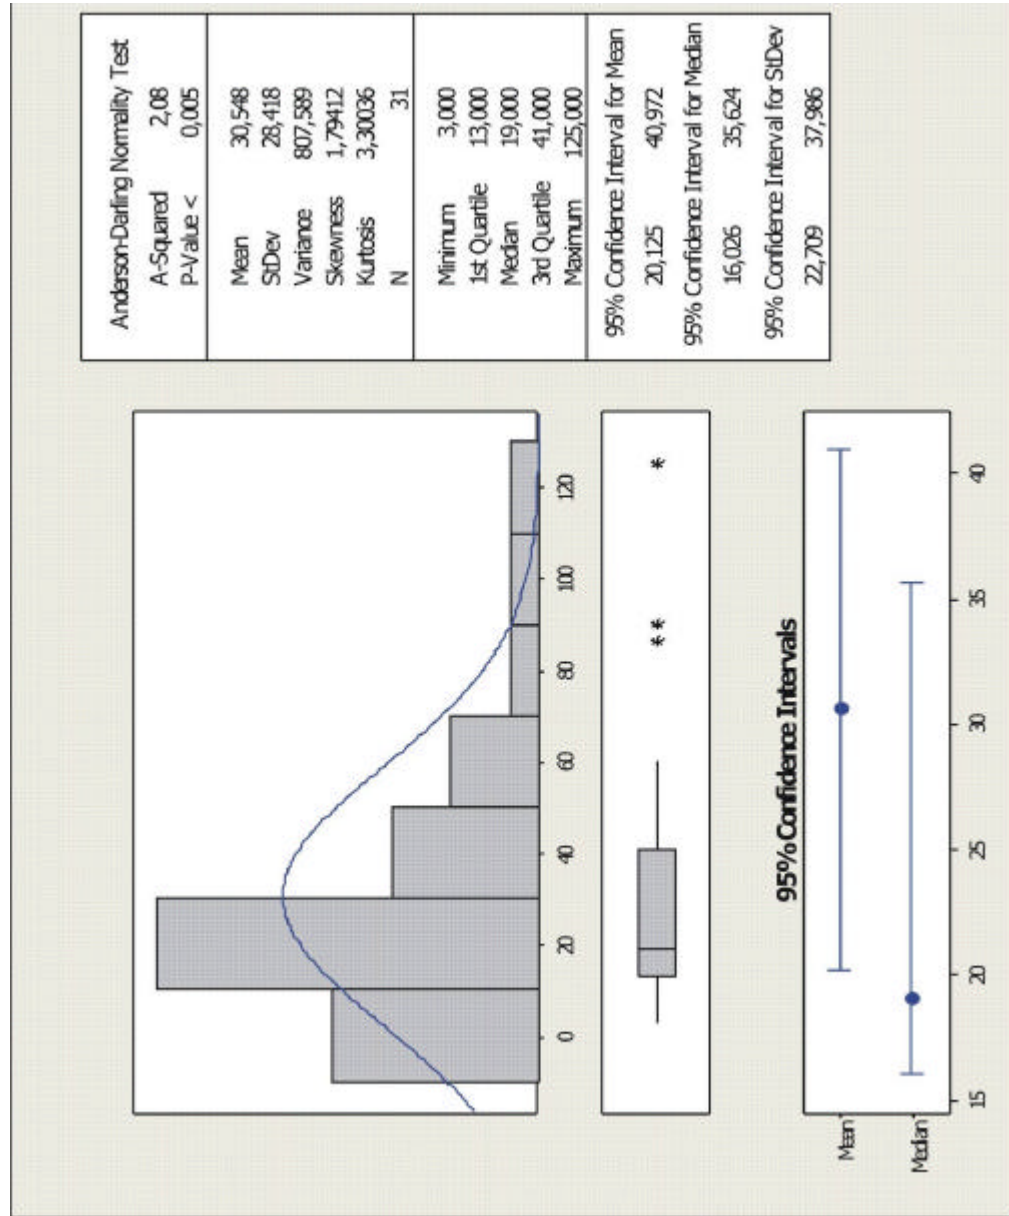 Anderson-Darling Normality Test
A-Squared 2,08
P-Value < 0,005
Mean 30,548
StDev 28,418
Variance 807,589
Skewness 1,79412
Kurtosis 3,30036
N 31
Minimum 3,000
1st Quartile 13,000
Median 19,000
3rd Quartile 41,000
Maximum 125,000
95% Confidence Interval for Mean
20,125 40,972
95% Confidence Interval for Median
16,026 35,624
95% Confidence Interval for StDev
22,709 37,986
0 20 40 60 80 100 120
* * *
95% Confidence Intervals
Mean
Median
15 20 25 30 35 40